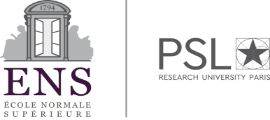 1794
ENS
ÉCOLE NORMALE
SUPÉRIEURE
PSL
RESEARCH UNIVERSITY PARIS